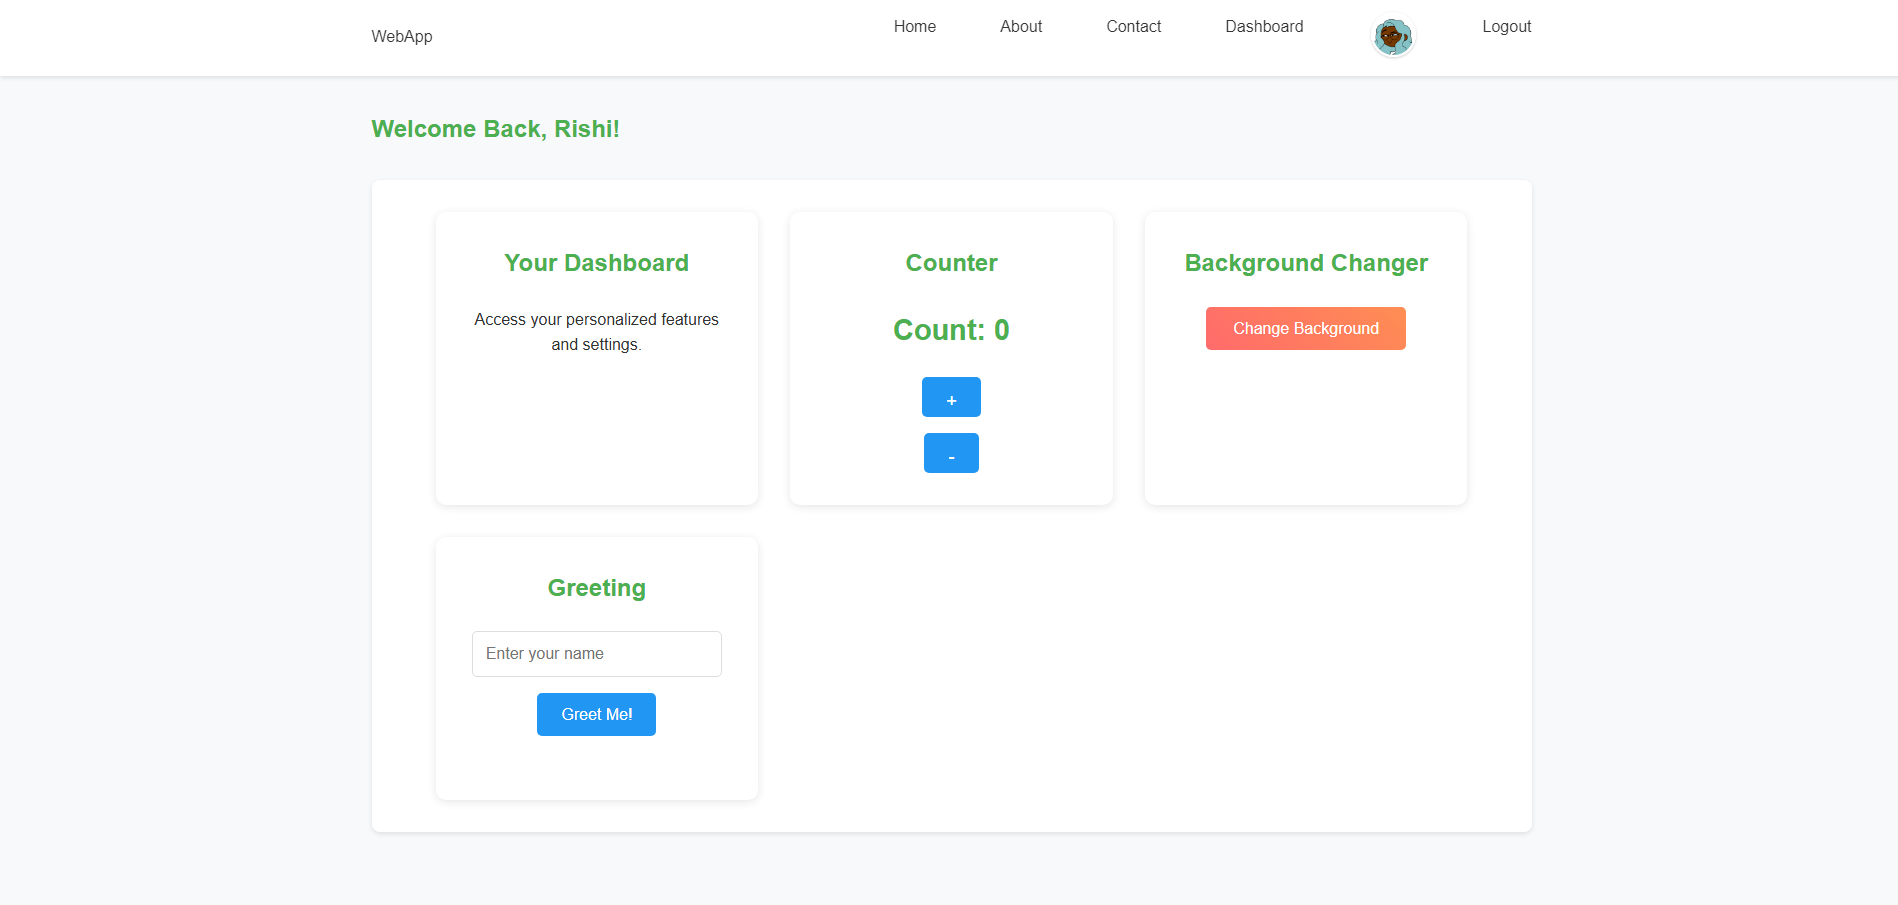 WebApp
Home
About
Contact
Dashboard
Logout
Welcome Back, Rishi!
Your Dashboard
Access your personalized features
and settings.
Counter
Count: 0
+
-
Background Changer
Change Background
Greeting
Enter your name
Greet Me!